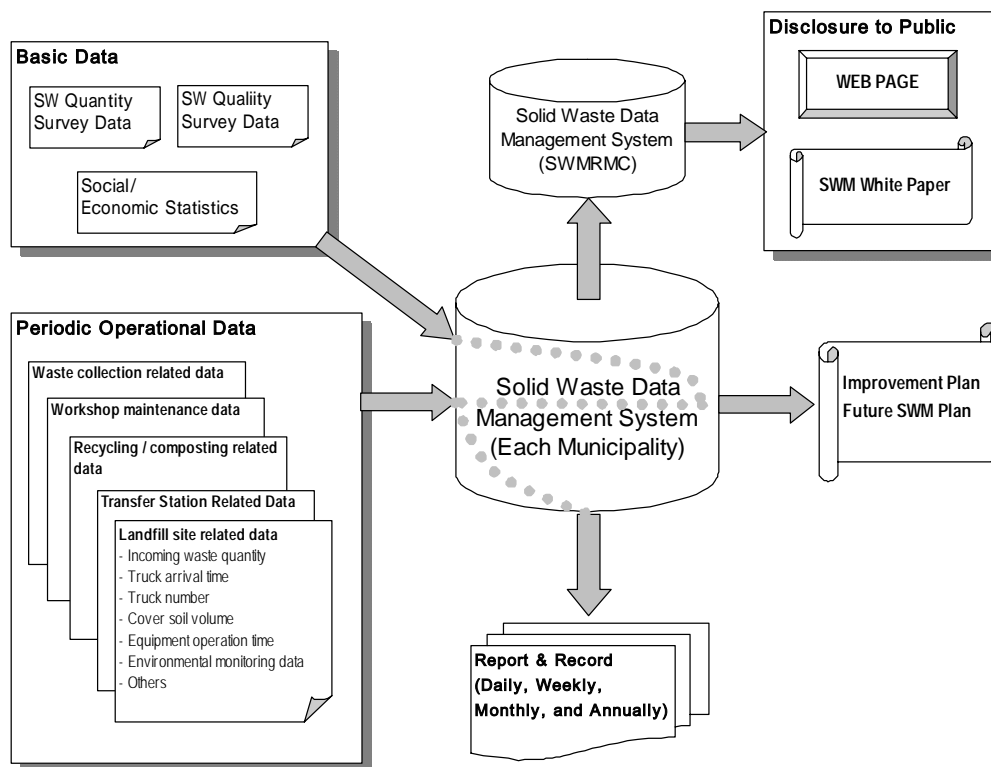 Basic Data
SW Quantity
Survey Data
SW Qualiity
Survey Data
Social/
Economic Statistics
Periodic Operational Data
Waste collection related data
Workshop maintenance data
Recycling / composting related
data
Transfer Station Related Data
Landfill site related data
- Incoming waste quantity
- Truck arrival time
- Truck number
- Cover soil volume
- Equipment operation time
- Environmental monitoring data
- Others
Solid Waste Data
Management System
(SWMRMC)
Solid Waste Data
Management System
(Each Municipality)
Report & Record
(Daily, Weekly,
Monthly, and Annually)
Disclosure to Public
WEB PAGE
SWM White Paper
Improvement Plan
Future SWM Plan